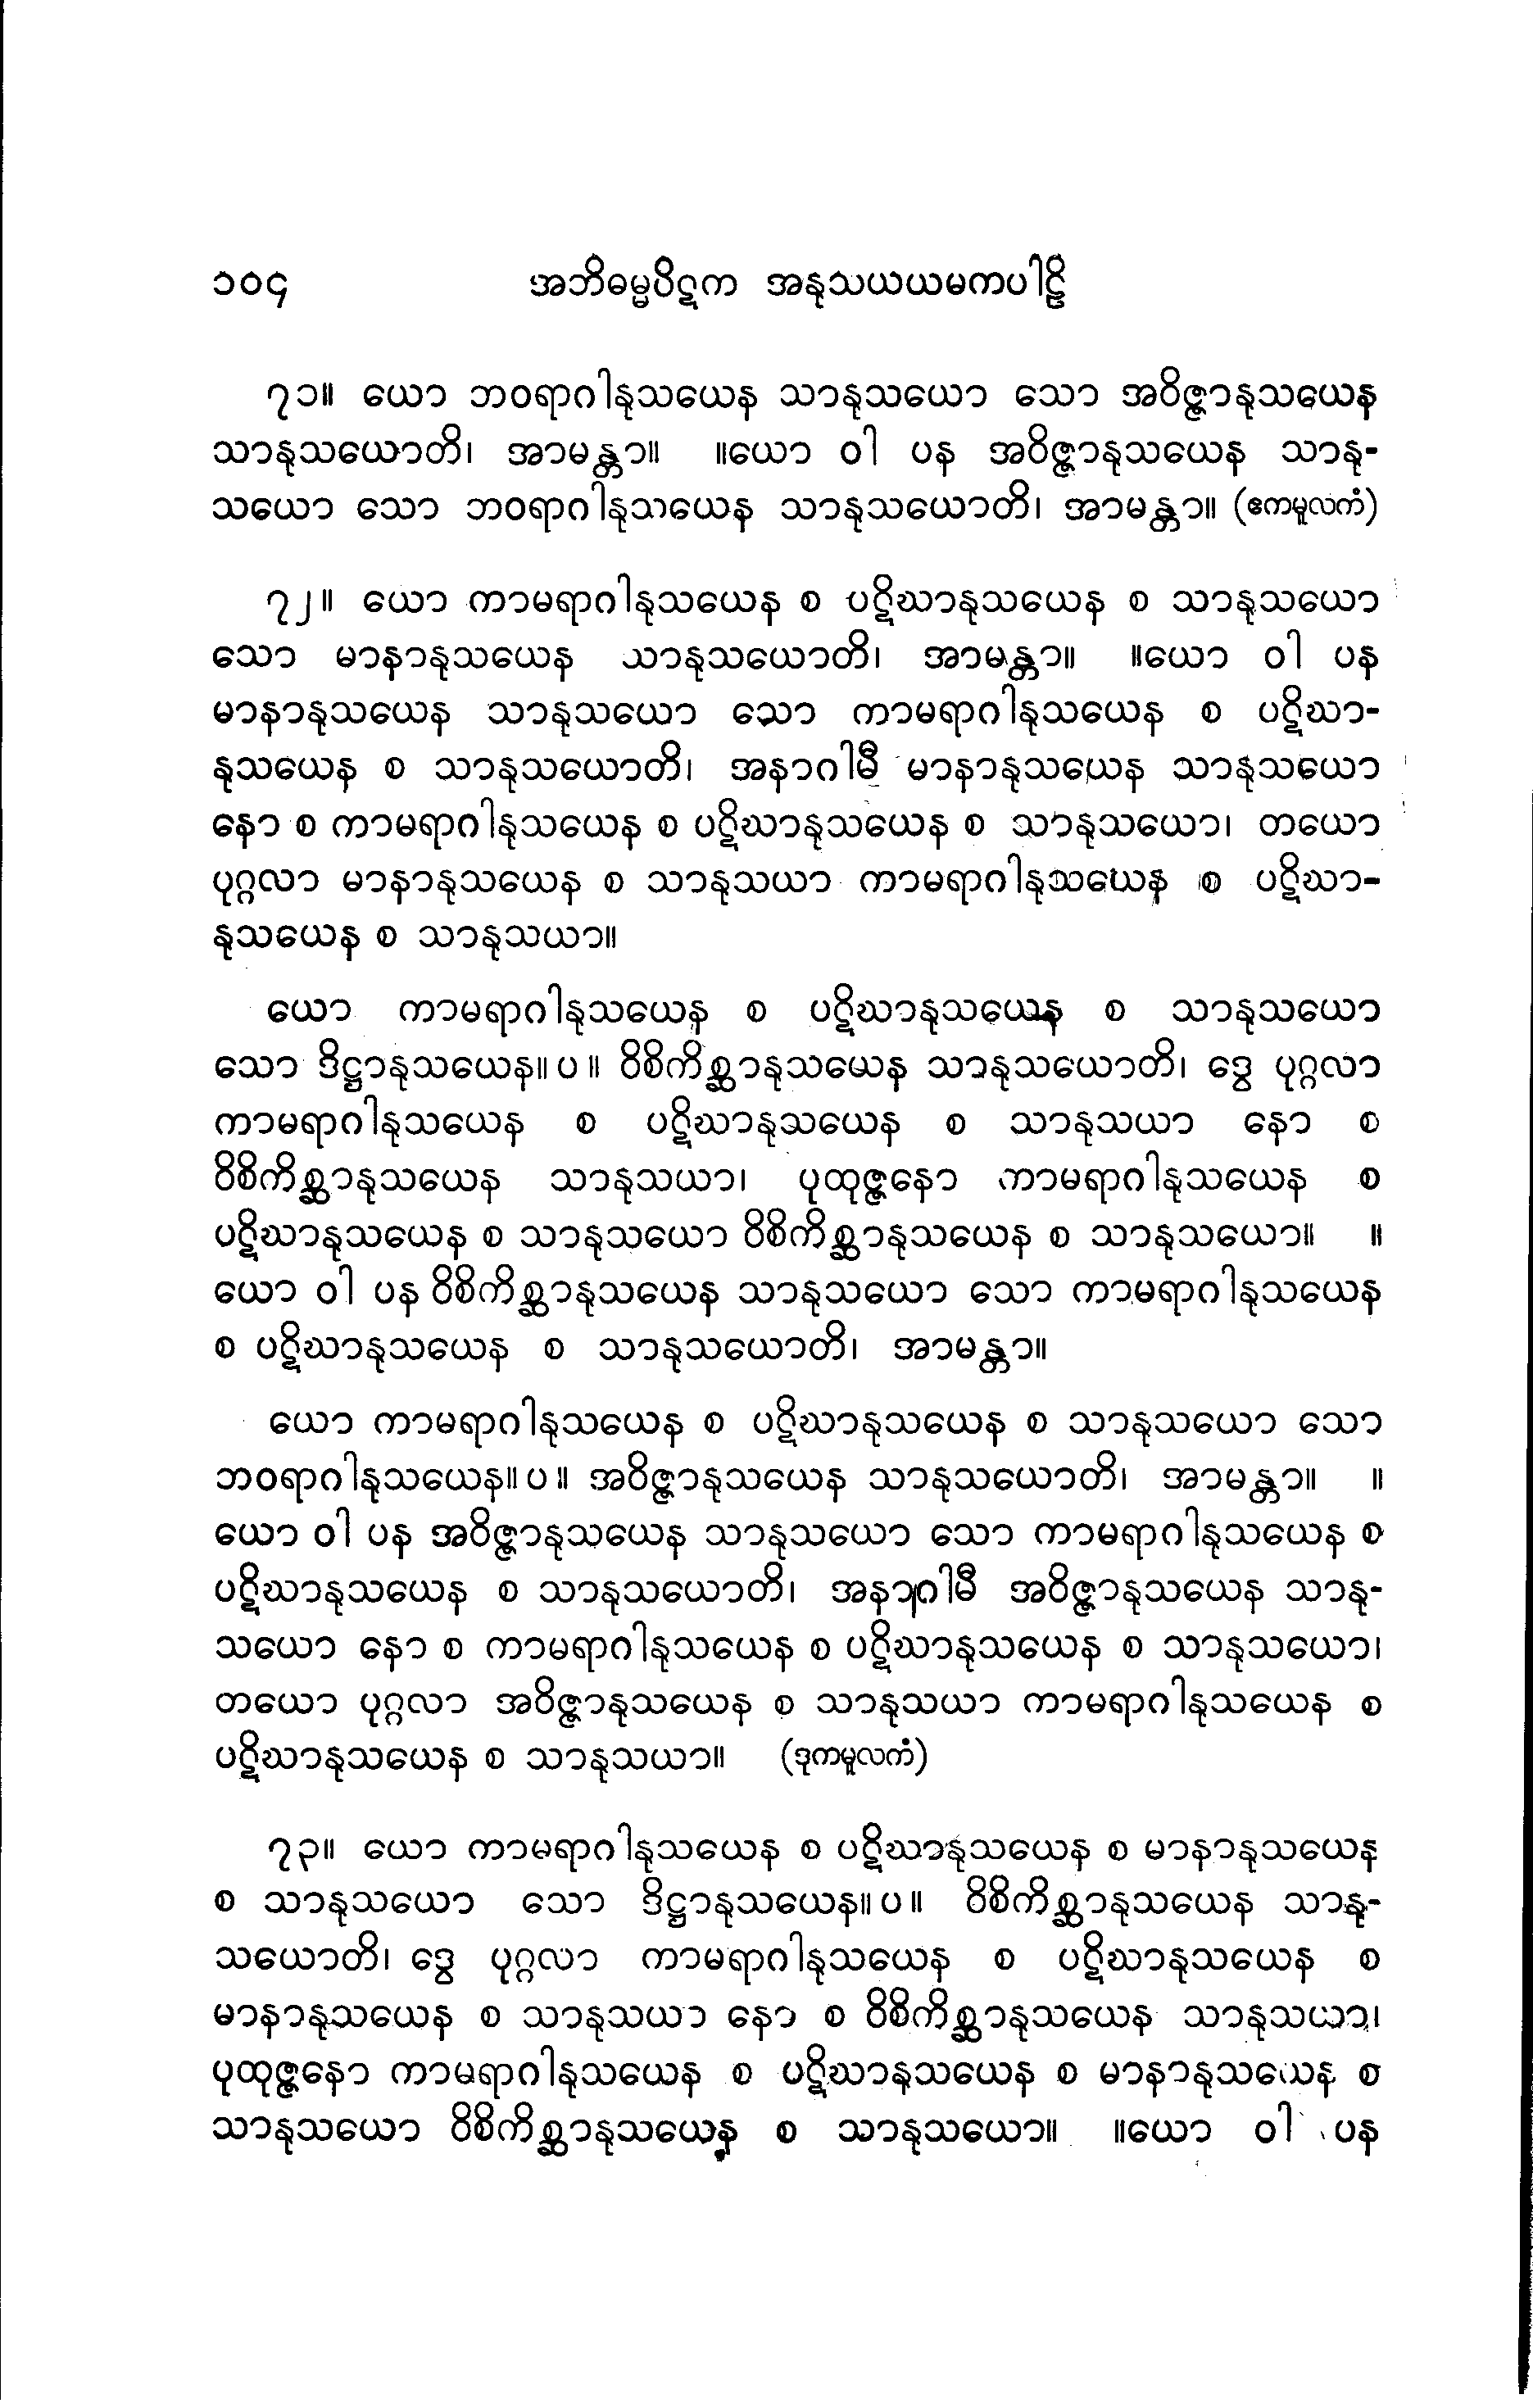 ၁၀၄ အဘိဓမ္မပိဋက အနုသယယမကပါဠိ
၇၁။ ယော ဘဝရာဂါနုသယေန သာနုသယော သော အဝိဇ္ဇာနုသယေန
သာနုသယောတိ၊ အာမန္တာ။ ။ယော ဝါ ပန အဝိဇ္ဇာနုသယေန သာနု-
သယော သော ဘဝရာဂါနုသယေန သာနုသယောတိ၊ အာမန္တာ။ (ဧကမူလကံ)
၇၂။ ယော ကာမရာဂါနုသယေန စ ပဋိဃာနုသယေန စ သာနုသယော
သော မာနာနုသယေန သာနုသယောတိ၊ အာမန္တာ။ ။ယော ဝါ ပန
မာနာနုသယေန သာနုသယော သော ကာမရာဂါနုသယေန စ ပဋိဃာ-
နုသယေန စ သာနုသယောတိ၊ အနာဂါမီ မာနာနုသယေန သာနုသယော
နော စ ကာမရာဂါနုသယေန စ ပဋိဃာနုသယေန စ သာနုသယော၊ တယော
ပုဂ္ဂလာ မာနာနုသယေန စ သာနုသယာ ကာမရာဂါနုသယေန စ ပဋိဃာ-
နုသယေန စ သာနုသယာ။
ယော ကာမရာဂါနုသယေန စ ပဋိဃာနုသယေန စ သာနုသယော
သော ဒိဋ္ဌာနုသယေန။ပ။ ဝိစိကိစ္ဆာနုသယေန သာနုသယောတိ၊ ဒွေ ပုဂ္ဂလာ
ကာမရာဂါနုသယေန စ ပဋိဃာနုသယေန စ သာနုသယာ နော စ
ဝိစိကိစ္ဆာနုသယေန သာနုသယာ၊ ပုထုဇ္ဇနော ကာမရာဂါနုသယေန စ
ပဋိဃာနုသယေန စ သာနုသယော ဝိစိကိစ္ဆာနုသယေန စ သာနုသယော။ ။
ယော ဝါ ပန ဝိစိကိစ္ဆာနုသယေန သာနုသယော သော ကာမရာဂါနုသယေန
စ ပဋိဃာနုသယေန စ သာနုသယောတိ၊ အာမန္တာ။
ယော ကာမရာဂါနုသယေန စ ပဋိဃာနုသယေန စ သာနုသယော သော
ဘဝရာဂါနုသယေန။ပ။ အဝိဇ္ဇာနုသယေန သာနုသယောတိ၊ အာမန္တာ။ ။
ယော ဝါ ပန အဝိဇ္ဇာနုသယေန သာနုသယော သော ကာမရာဂါနုသယေန စ
ပဋိဃာနုသယေန စ သာနုသယောတိ၊ အနာဂါမီ အဝိဇ္ဇာနုသယေန သာနု-
သယော နော စ ကာမရာဂါနုသယေန စ ပဋိဃာနုသယေန စ သာနုသယော၊
တယော ပုဂ္ဂလာ အဝိဇ္ဇာနုသယေန စ သာနုသယာ ကာမရာဂါနုသယေန စ
ပဋိဃာနုသယေန စ သာနုသယာ။ (ဒုကမူလကံ)
၇၃။ ယော ကာမရာဂါနုသယေန စ ပဋိဃာနုသယေန စ မာနာနုသယေန
စ သာနုသယော သော ဒိဋ္ဌာနုသယေန။ပ။ ဝိစိကိစ္ဆာနုသယေန သာနု-
သယောတိ၊ ဒွေ ပုဂ္ဂလာ ကာမရာဂါနုသယေန စ ပဋိဃာနုသယေန စ
မာနာနုသယေန စ သာနုသယာ နော စ ဝိစိကိစ္ဆာနုသယေန သာနုသယာ၊
ပုထုဇ္ဇနော ကာမရာဂါနုသယေန စ ပဋိဃာနုသယေန စ မာနာနုသယေန စ
သာနုသယော ဝိစိကိစ္ဆာနုသယေန စ သာနုသယော။ ။ယော ဝါ ပန